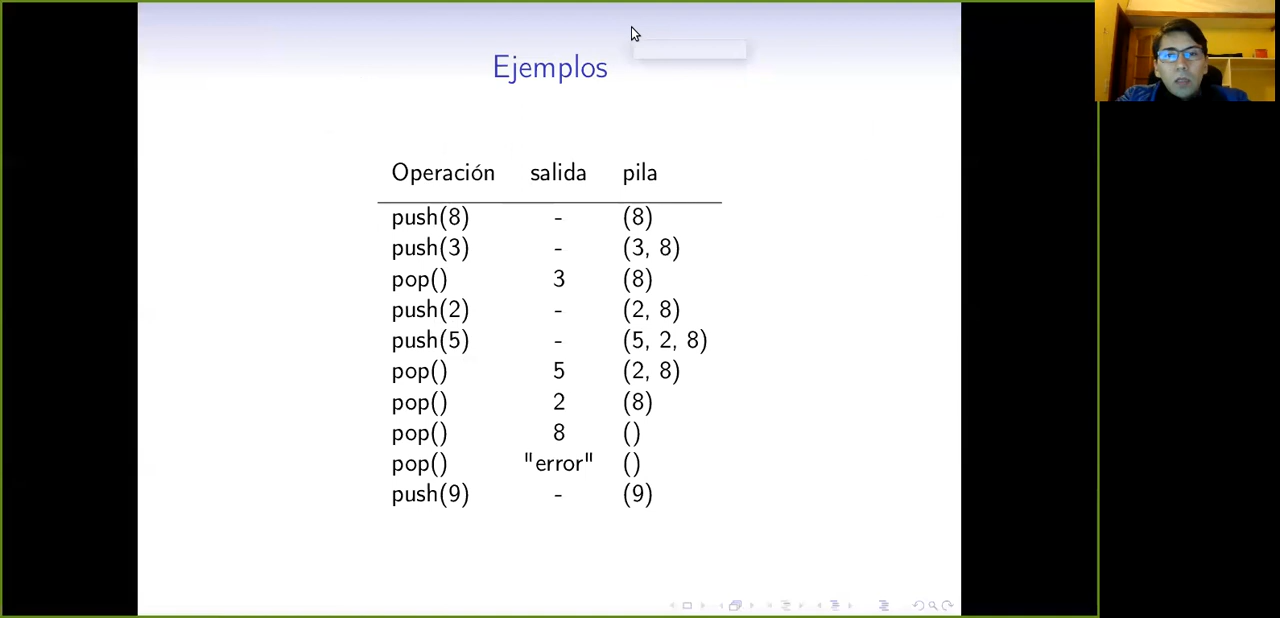 Ejemplos
Operación salida pila
push(8) - (8)
push(3) - (3, 8)
pop() 3 (8)
push(2) - (2, 8)
push(5) - (5, 2, 8)
pop() 5 (2, 8)
pop() 2 (8)
pop() 8 ()
pop() "error" ()
push(9) - (9)